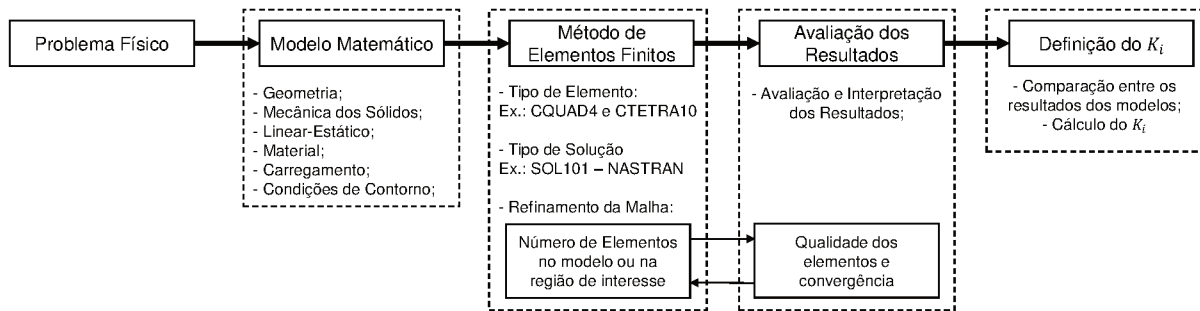 Problema Físico
Modelo Matemático
- Geometria;
- Mecânica dos Sólidos;
- Linear-Estático;
- Material;
- Carregamento;
- Condições de Contorno;
Método de
Elementos Finitos
- Tipo de Elemento:
Ex.: CQUAD4 e CTETRA10
- Tipo de Solução
Ex.: SOL101 – NASTRAN
- Refinamento da Malha:
Número de Elementos
no modelo ou na
região de interesse
Avaliação dos
Resultados
- Avaliação e Interpretação
dos Resultados;
Qualidade dos
elementos e
convergência
Definição do K_i
- Comparação entre os
resultados dos modelos;
- Cálculo do K_i